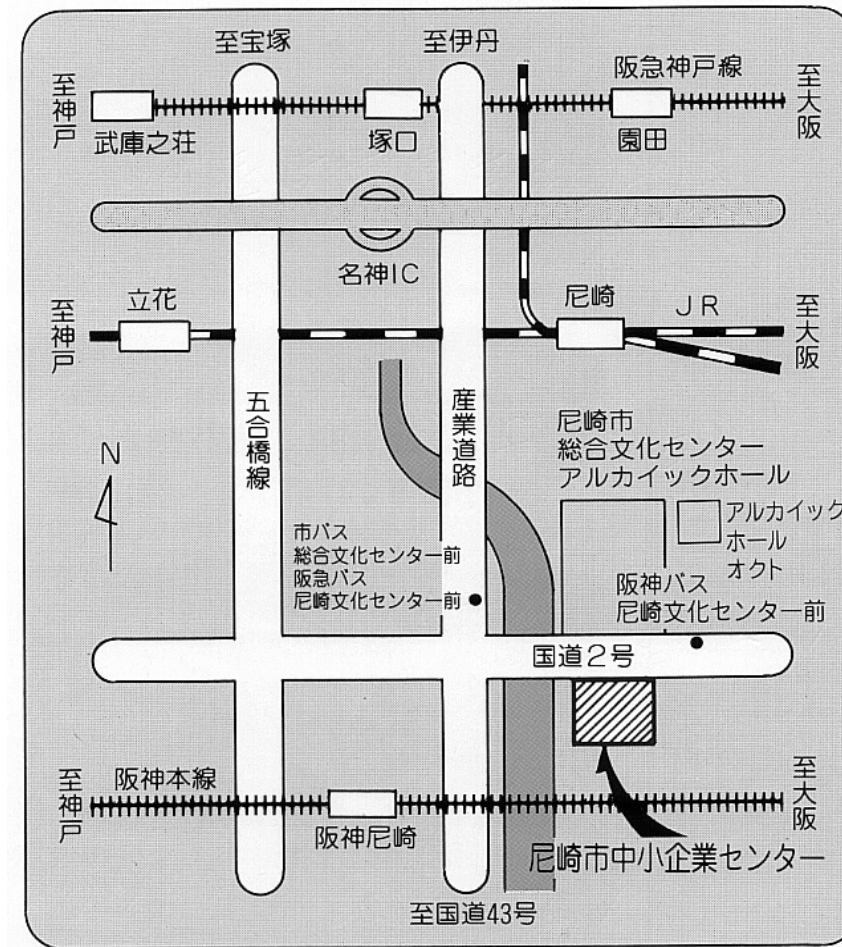 至宝塚
至伊丹
阪急神戸線
至神戸
至大阪
武庫之荘
塚口
園田
名神IC
立花
尼崎
JR
至神戸
至大阪
五合橋線
産業道路
N
尼崎市
総合文化センター
アルカイックホール
アルカイック
ホール
オクト
市バス
総合文化センター前
阪急バス
尼崎文化センター前
阪神バス
尼崎文化センター前
国道2号
阪神本線
至神戸
至大阪
阪神尼崎
尼崎市中小企業センター
至国道43号